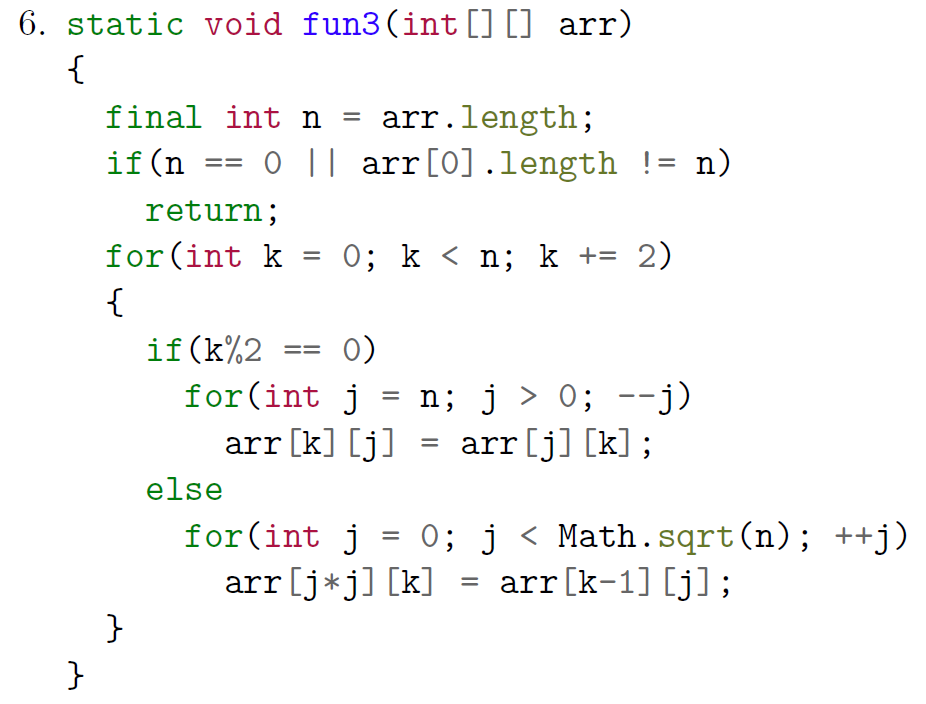 6. static void fun3(int[][] arr)
{
final int n = arr.length;
if(n == 0 || arr[0].length != n)
return;
for(int k = 0; k < n; k += 2)
{
if(k%2 == 0)
for(int j = n; j > 0; --j)
arr[k][j] = arr[j][k];
else
for(int j = 0; j < Math.sqrt(n); ++j)
arr[j*j][k] = arr[k-1][j];
}
}